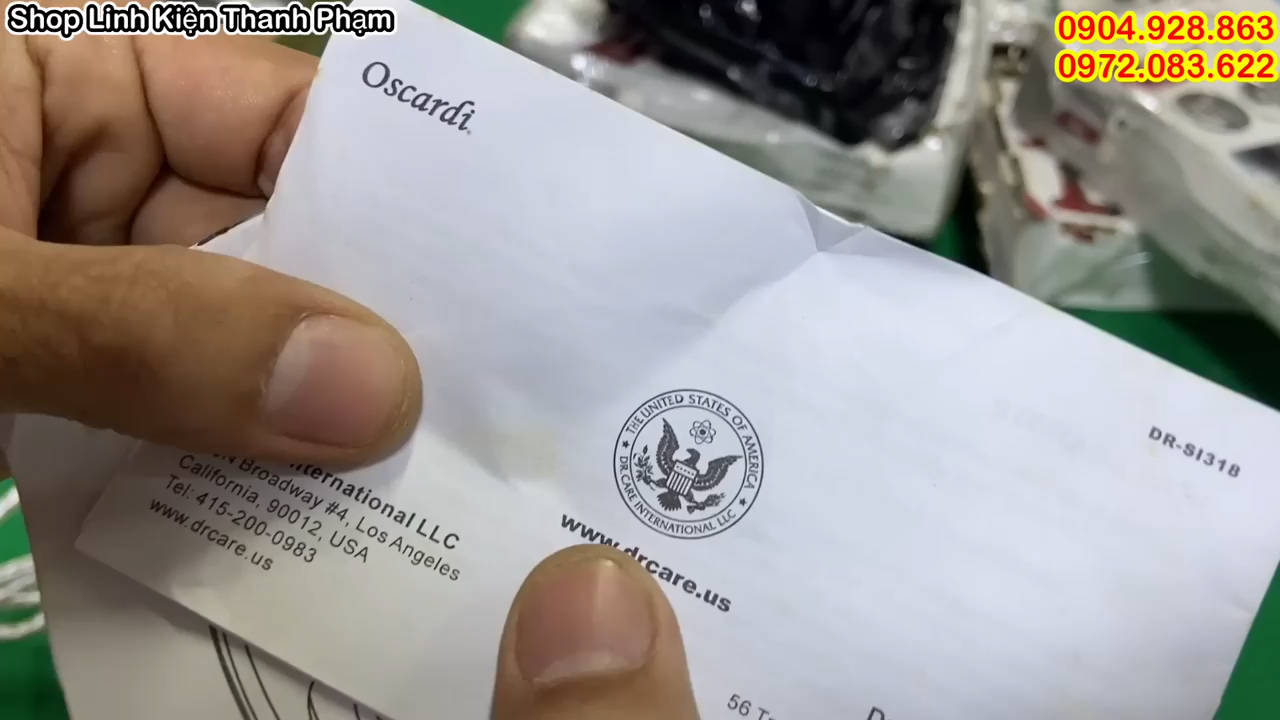 Shop Linh Kiện Thanh Phạm
0904.928.863
0972.083.622
Oscardi
DR-SI318
THE UNITED STATES OF AMERICA
DR CARE INTERNATIONAL LLC
www.drcare.us
International LLC
Broadway #4, Los Angeles
California, 90012, USA
Tel: 415-200-0983
www.drcare.us
56